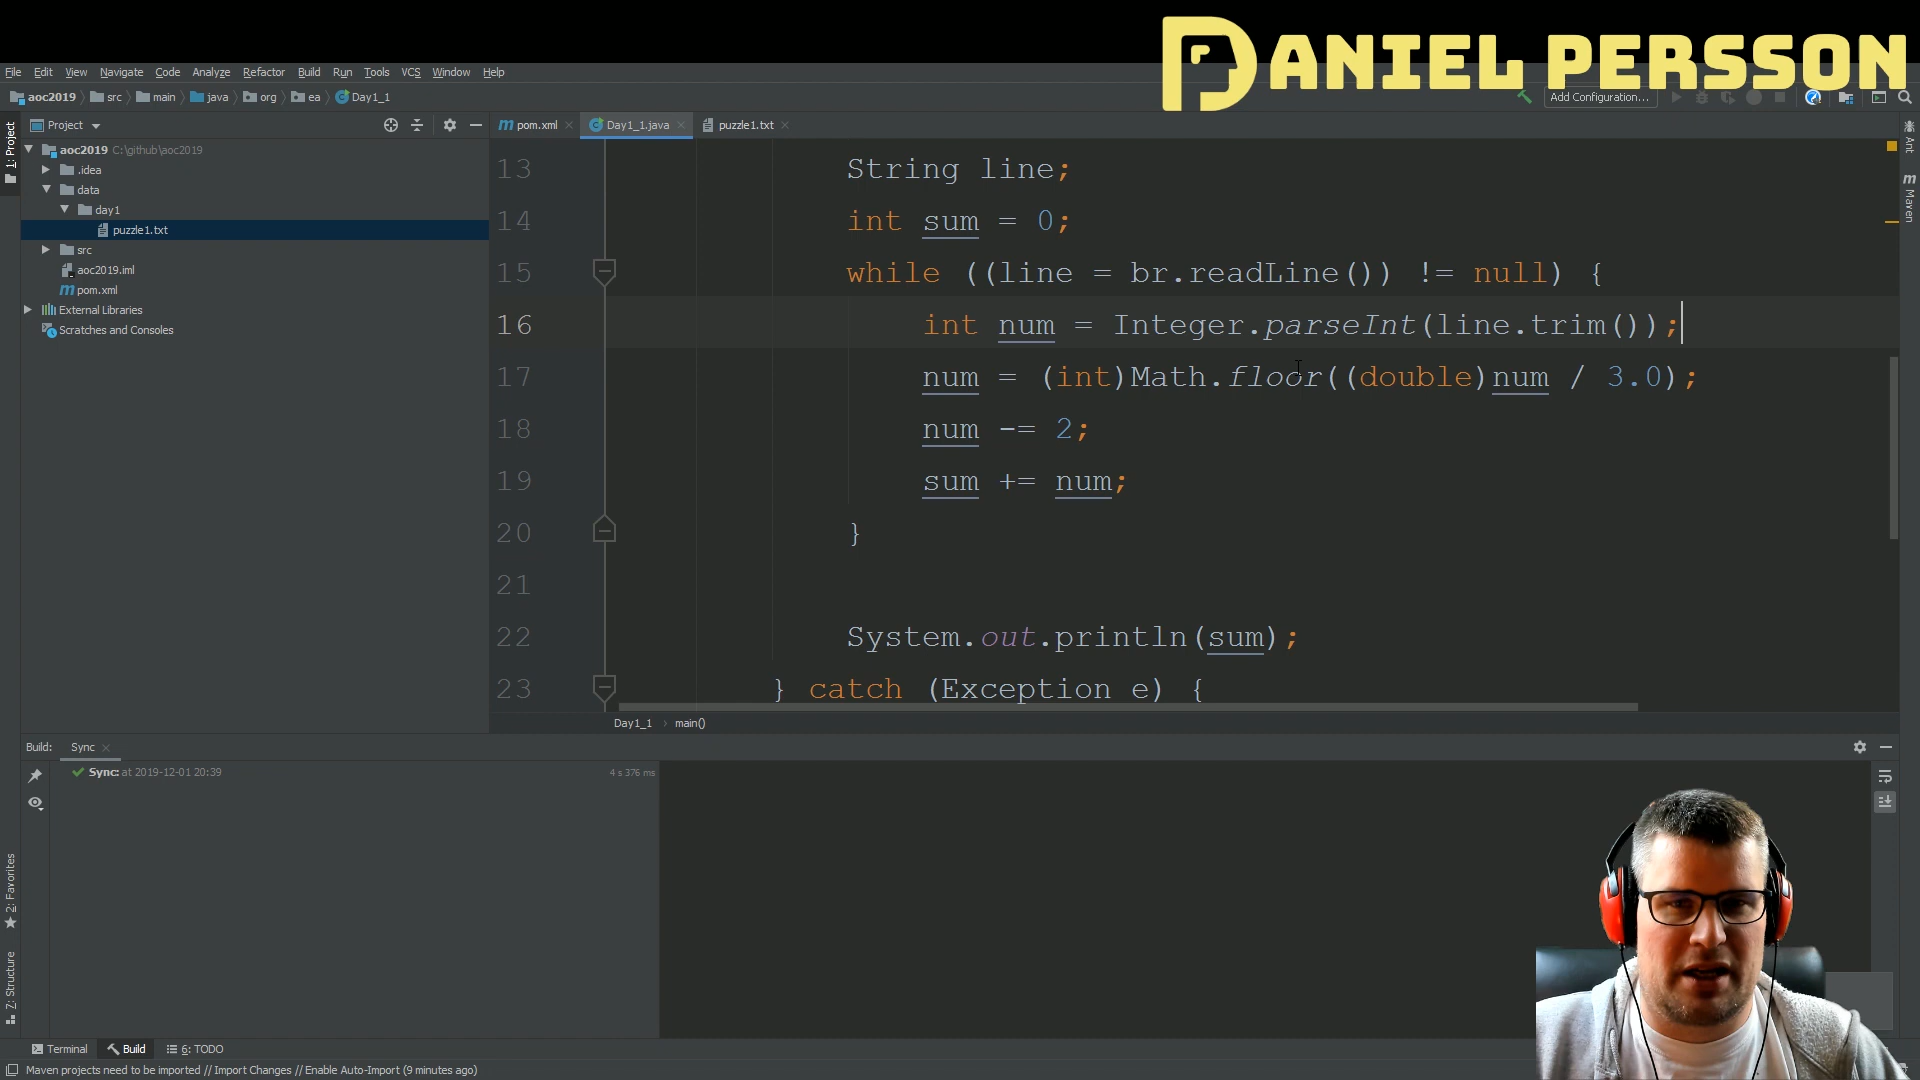 DANIEL PERSSON
File Edit View Navigate Code Analyze Refactor Build Run Tools VCS Window Help
aoc2019 src main java org ea Day1_1
Add Configuration...
1: Project
Project
pom.xml Day1_1.java puzzle1.txt
aoc2019 C:\github\aoc2019
.idea
data
day1
puzzle1.txt
src
aoc2019.iml
pom.xml
External Libraries
Scratches and Consoles
13 String line;
14 int sum = 0;
15 while ((line = br.readLine()) != null) {
16 int num = Integer.parseInt(line.trim());
17 num = (int)Math.floor((double)num / 3.0);
18 num -= 2;
19 sum += num;
20 }
21
22 System.out.println(sum);
23 } catch (Exception e) {
Day1_1 main()
Ant
Maven
Build: Sync
Sync: at 2019-12-01 20:39 4 s 376 ms
2: Favorites
7: Structure
Terminal Build 6: TODO
Maven projects need to be imported // Import Changes // Enable Auto-Import (9 minutes ago)